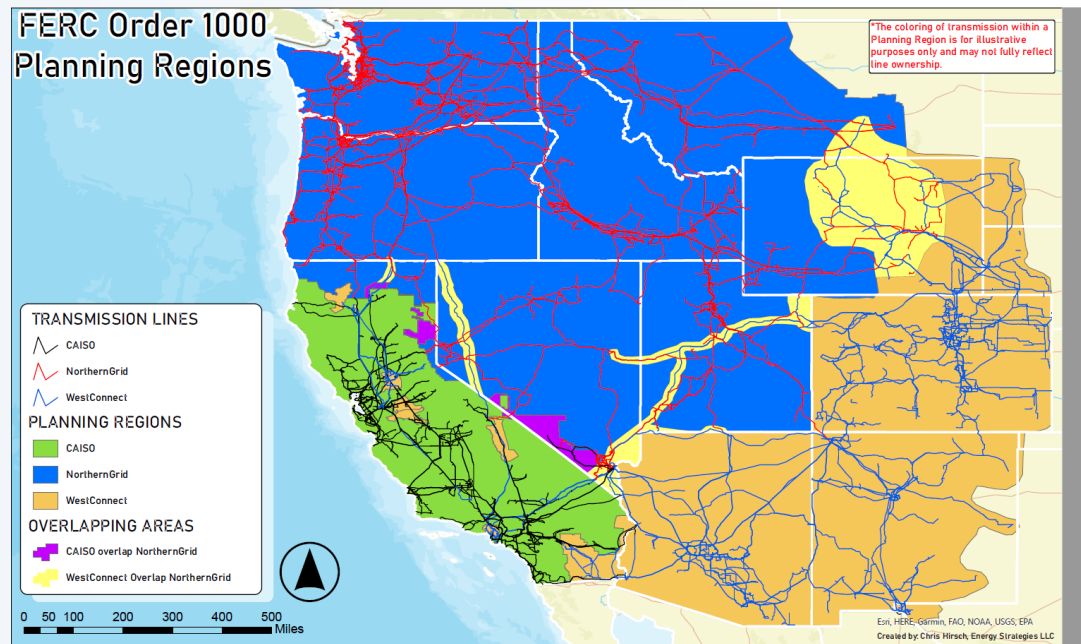 FERC Order 1000
Planning Regions
*The coloring of transmission within a
Planning Region is for illustrative
purposes only and may not fully reflect
line ownership.
TRANSMISSION LINES
CAISO
NorthernGrid
WestConnect
PLANNING REGIONS
CAISO
NorthernGrid
WestConnect
OVERLAPPING AREAS
CAISO overlap NorthernGrid
WestConnect Overlap NorthernGrid
0 50 100 200 300 400 500
Miles
Esri, HERE, Garmin, FAO, NOAA, USGS, EPA
Created by: Chris Hirsch, Energy Strategies LLC